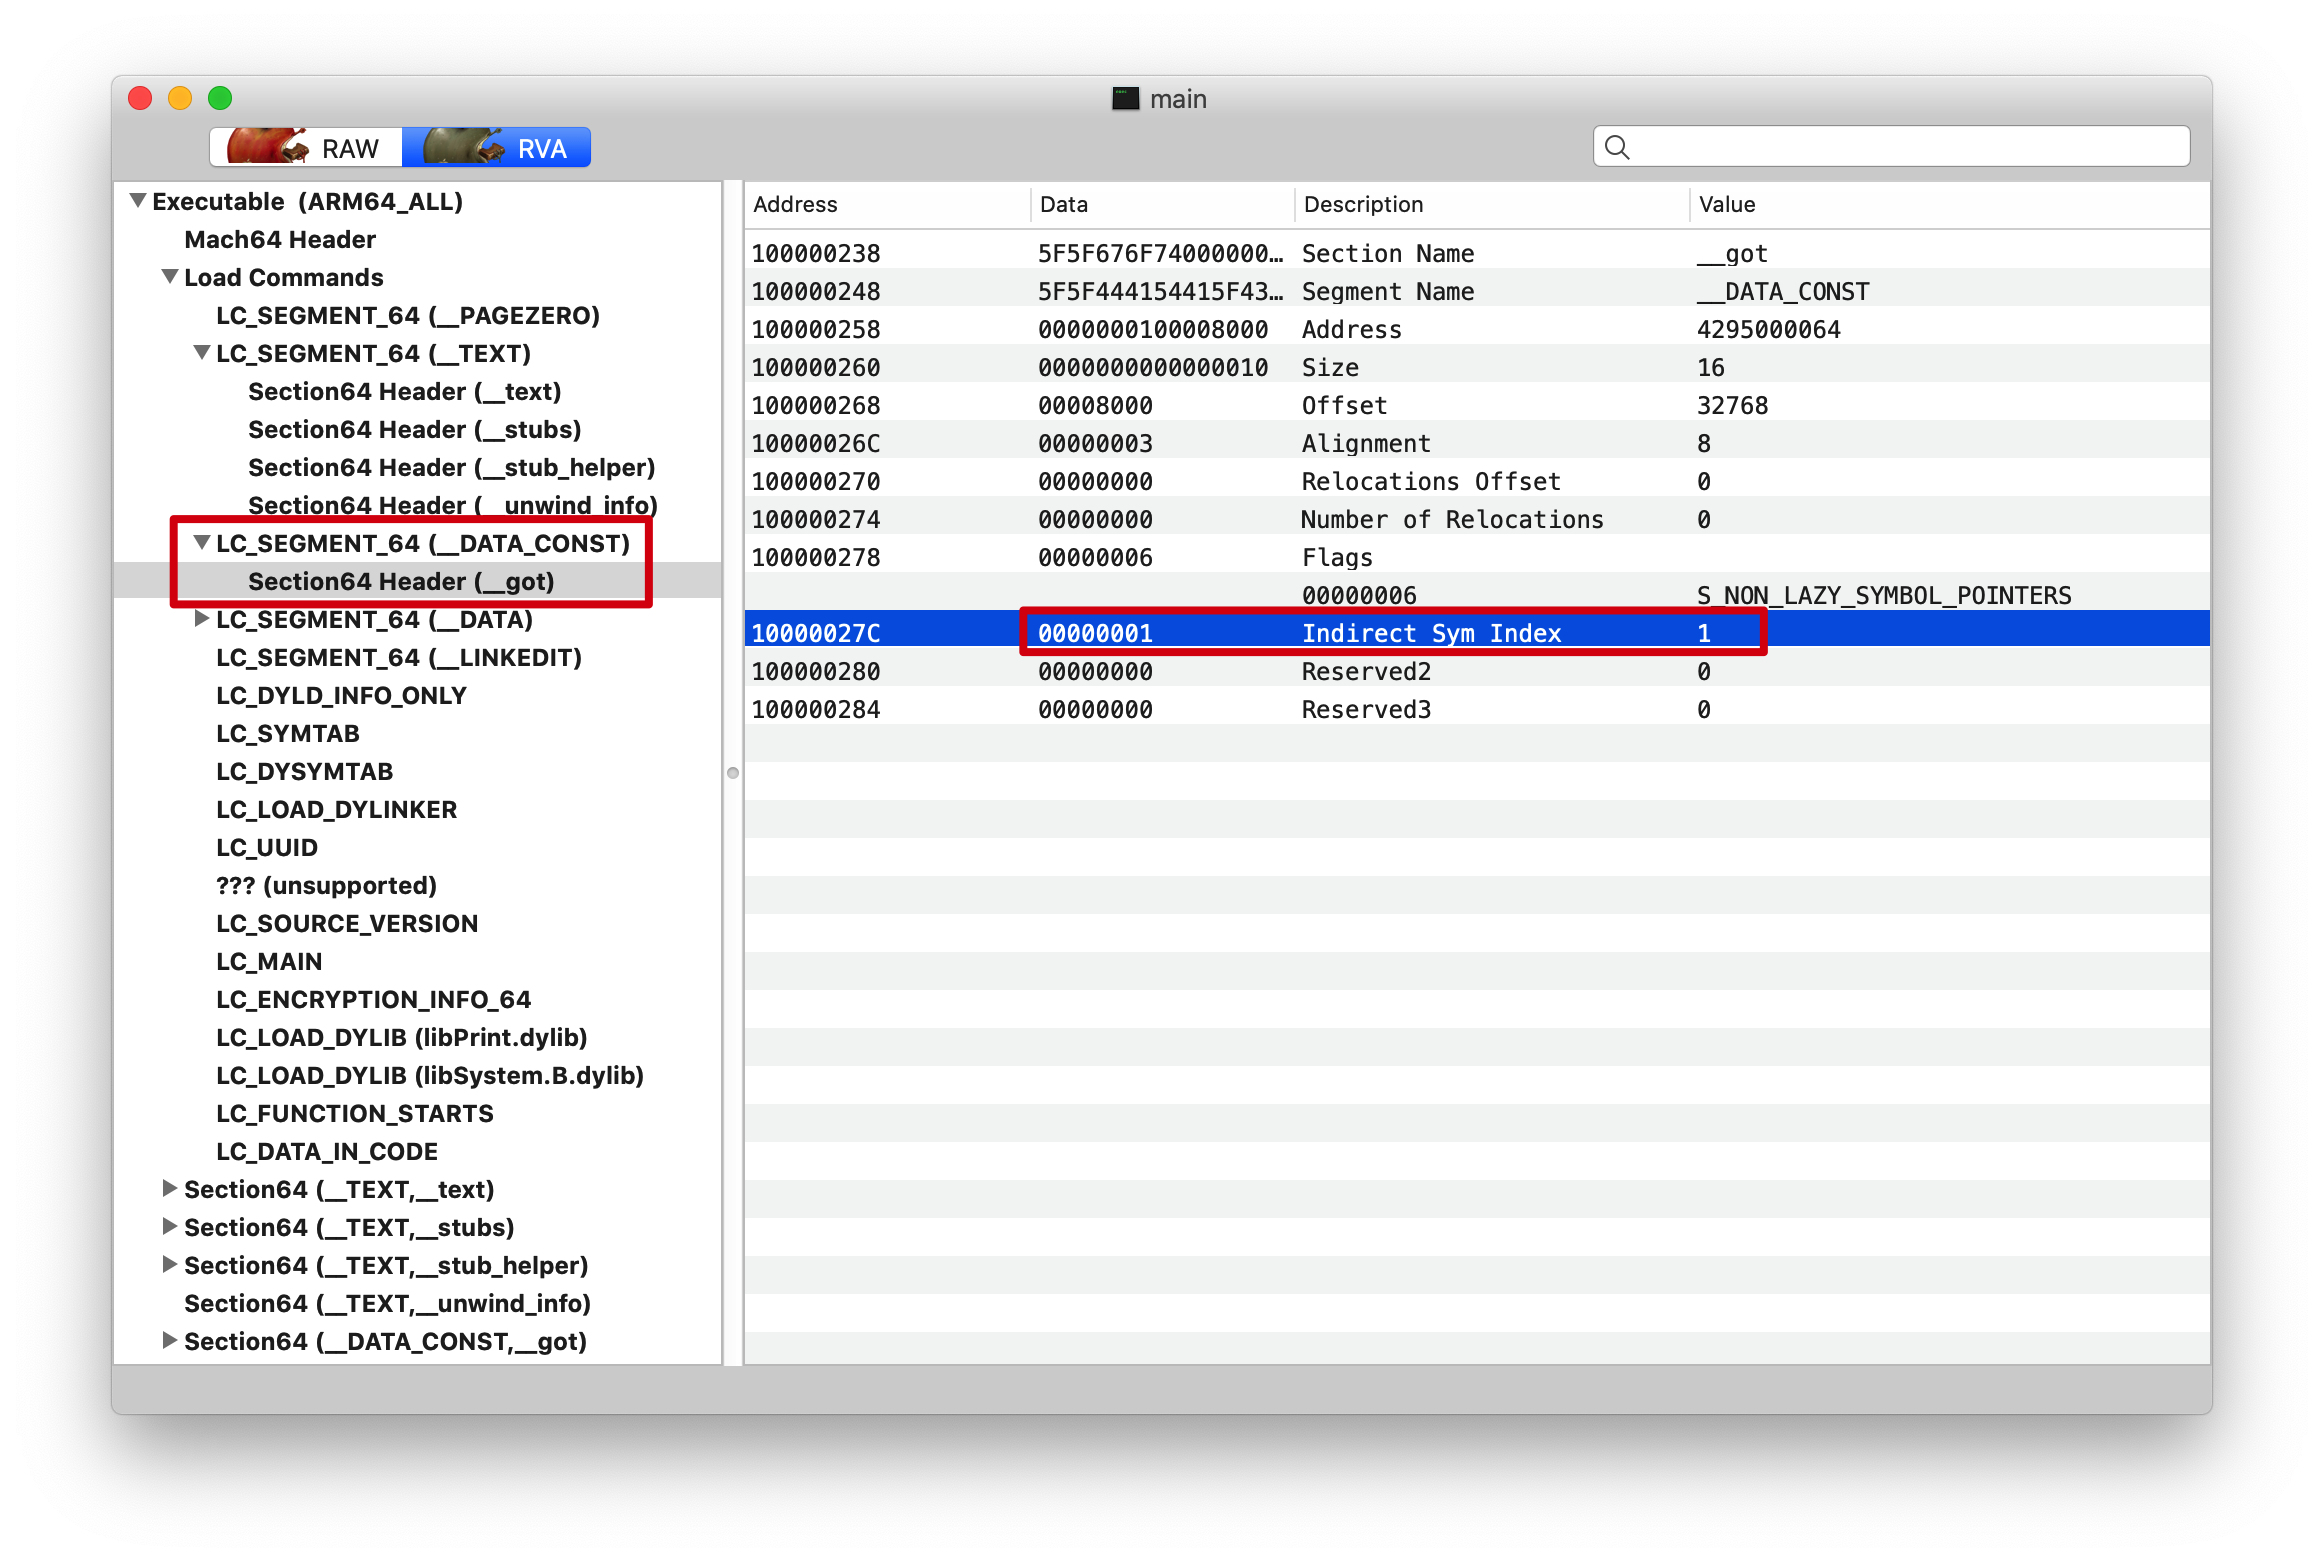 main
RAW
RVA
Executable (ARM64_ALL)
Mach64 Header
Load Commands
LC_SEGMENT_64 (__PAGEZERO)
LC_SEGMENT_64 (__TEXT)
Section64 Header (__text)
Section64 Header (__stubs)
Section64 Header (__stub_helper)
Section64 Header (__unwind_info)
LC_SEGMENT_64 (__DATA_CONST)
Section64 Header (__got)
LC_SEGMENT_64 (__DATA)
LC_SEGMENT_64 (__LINKEDIT)
LC_DYLD_INFO_ONLY
LC_SYMTAB
LC_DYSYMTAB
LC_LOAD_DYLINKER
LC_UUID
??? (unsupported)
LC_SOURCE_VERSION
LC_MAIN
LC_ENCRYPTION_INFO_64
LC_LOAD_DYLIB (libPrint.dylib)
LC_LOAD_DYLIB (libSystem.B.dylib)
LC_FUNCTION_STARTS
LC_DATA_IN_CODE
Section64 (__TEXT,__text)
Section64 (__TEXT,__stubs)
Section64 (__TEXT,__stub_helper)
Section64 (__TEXT,__unwind_info)
Section64 (__DATA_CONST,__got)
Address Data Description Value
100000238 5F5F676F74000000… Section Name __got
100000248 5F5F444154415F43… Segment Name __DATA_CONST
100000258 0000000100008000 Address 4295000064
100000260 0000000000000010 Size 16
100000268 00008000 Offset 32768
10000026C 00000003 Alignment 8
100000270 00000000 Relocations Offset 0
100000274 00000000 Number of Relocations 0
100000278 00000006 Flags
00000006 S_NON_LAZY_SYMBOL_POINTERS
10000027C 00000001 Indirect Sym Index 1
100000280 00000000 Reserved2 0
100000284 00000000 Reserved3 0